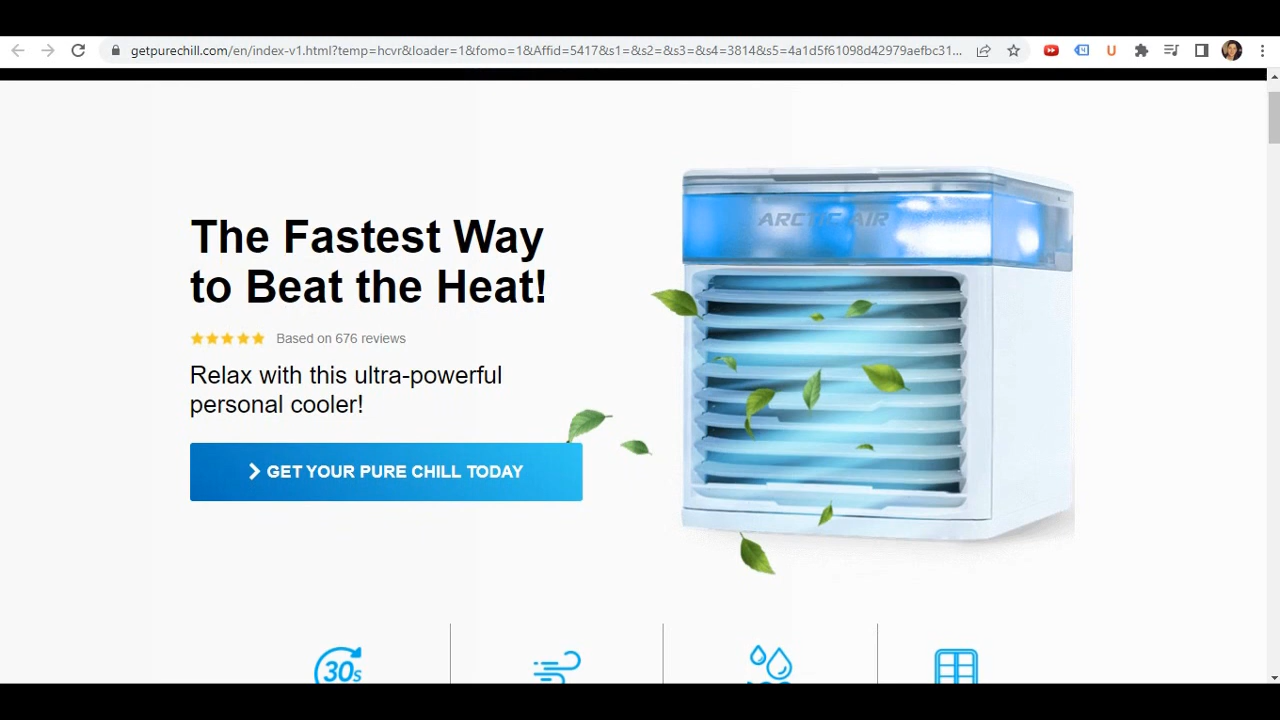 getpurechill.com/en/index-v1.html?temp=hcvr&loader=1&fomo=1&Affid=5417&s1=&s2=&s3=&s4=3814&s5=4a1d5f61098d42979aefbc31...
ARCTIC AIR
The Fastest Way
to Beat the Heat!
Based on 676 reviews
Relax with this ultra-powerful
personal cooler!
GET YOUR PURE CHILL TODAY
30s